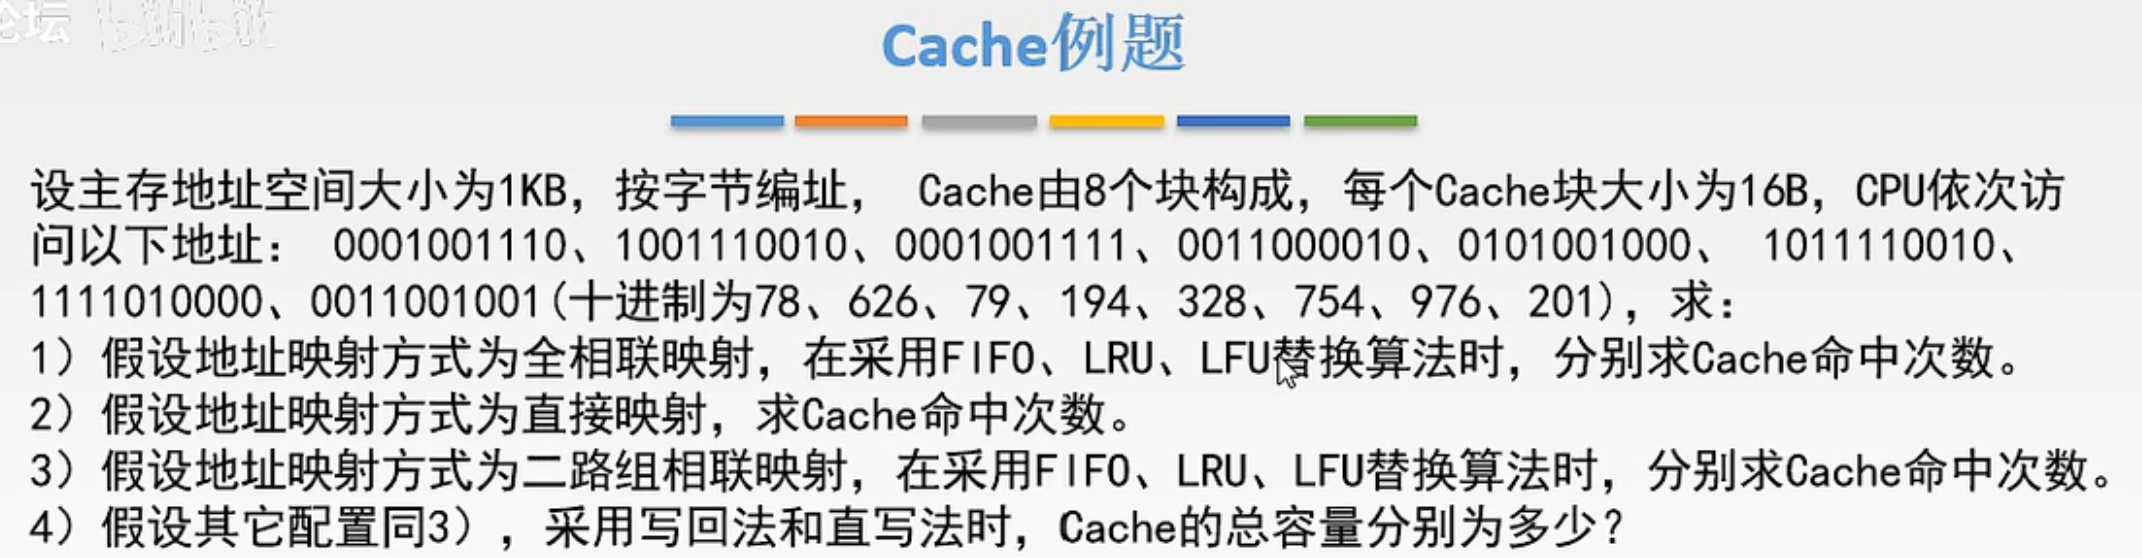 论坛 bilibili
Cache例题
设主存地址空间大小为1KB，按字节编址， Cache由8个块构成，每个Cache块大小为16B，CPU依次访
问以下地址： 0001001110、1001110010、0001001111、0011000010、0101001000、 1011110010、
1111010000、0011001001(十进制为78、626、79、194、328、754、976、201)，求：
1）假设地址映射方式为全相联映射，在采用FIFO、LRU、LFU替换算法时，分别求Cache命中次数。
2）假设地址映射方式为直接映射，求Cache命中次数。
3）假设地址映射方式为二路组相联映射，在采用FIFO、LRU、LFU替换算法时，分别求Cache命中次数。
4）假设其它配置同3），采用写回法和直写法时，Cache的总容量分别为多少？